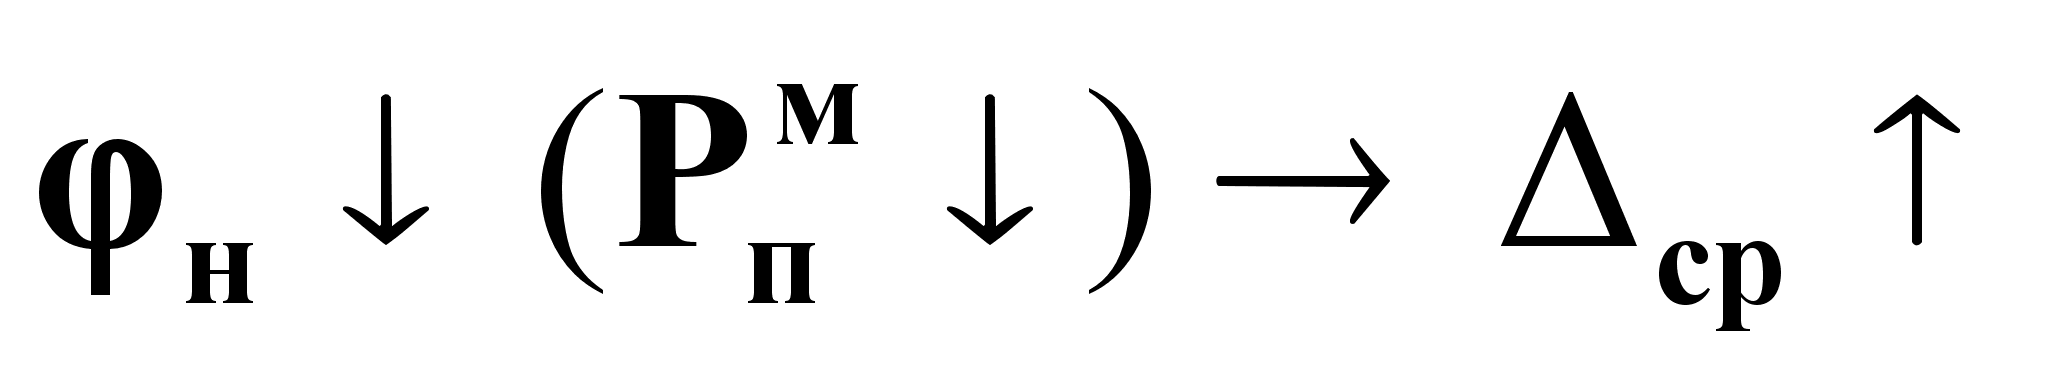 φн ↓ (Pпм ↓) → Δср ↑